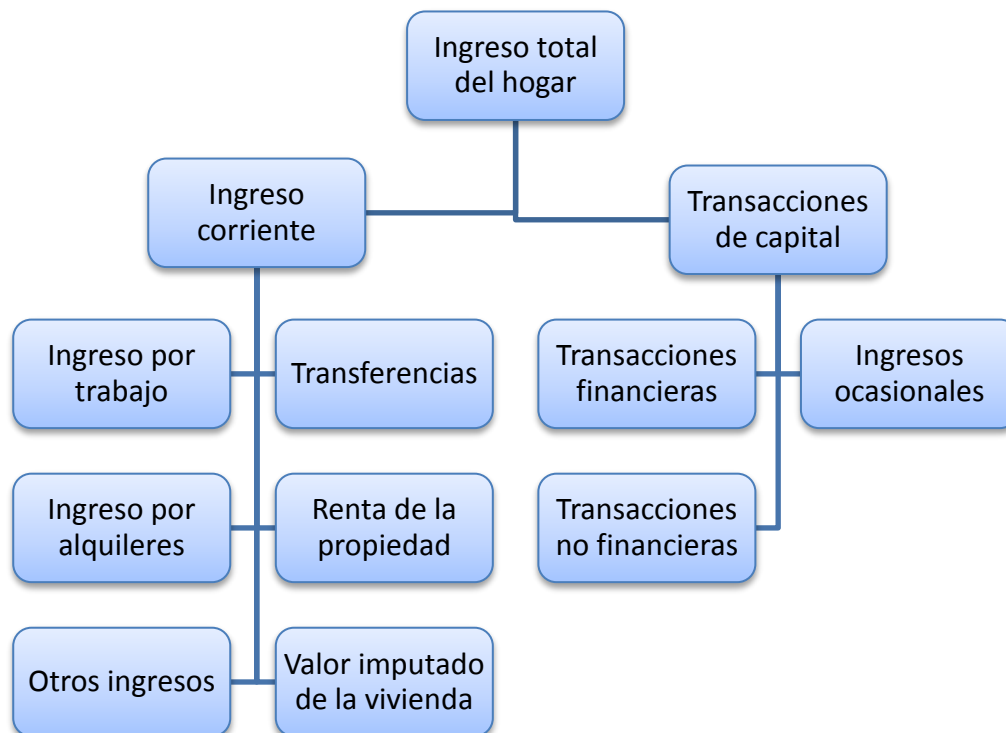 Ingreso total
del hogar
Ingreso
corriente
Transacciones
de capital
Ingreso por
trabajo
Transferencias
Transacciones
financieras
Ingresos
ocasionales
Ingreso por
alquileres
Renta de la
propiedad
Transacciones
no financieras
Otros ingresos
Valor imputado
de la vivienda